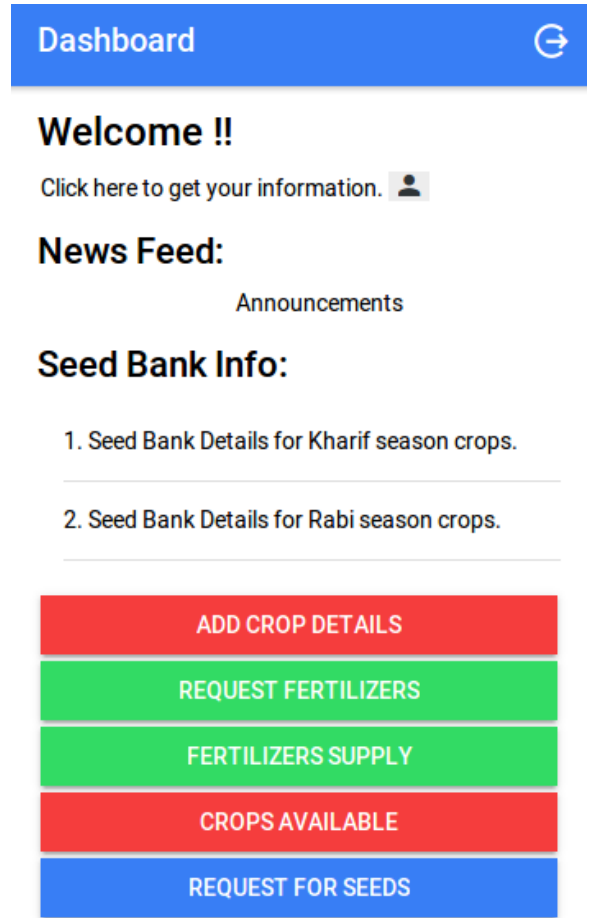 Dashboard
Welcome !!
Click here to get your information.
News Feed:
Announcements
Seed Bank Info:
1. Seed Bank Details for Kharif season crops.
2. Seed Bank Details for Rabi season crops.
ADD CROP DETAILS
REQUEST FERTILIZERS
FERTILIZERS SUPPLY
CROPS AVAILABLE
REQUEST FOR SEEDS